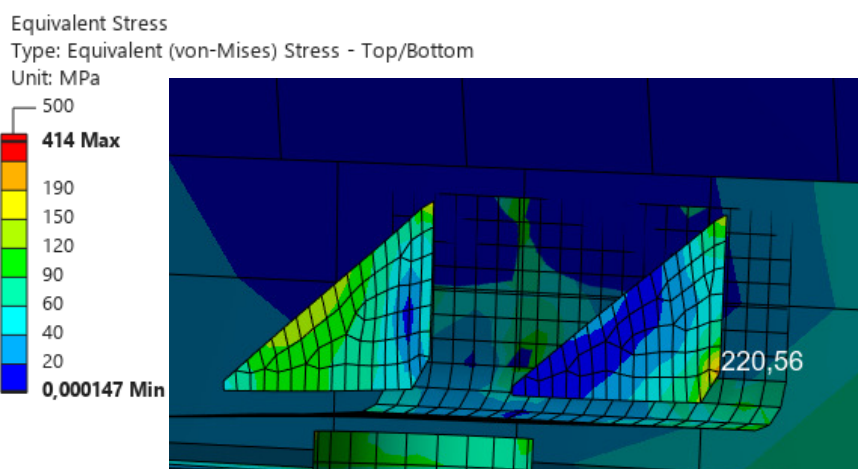 Equivalent Stress
Type: Equivalent (von-Mises) Stress - Top/Bottom
Unit: MPa
500
414 Max
190
150
120
90
60
40
20
0,000147 Min
220,56